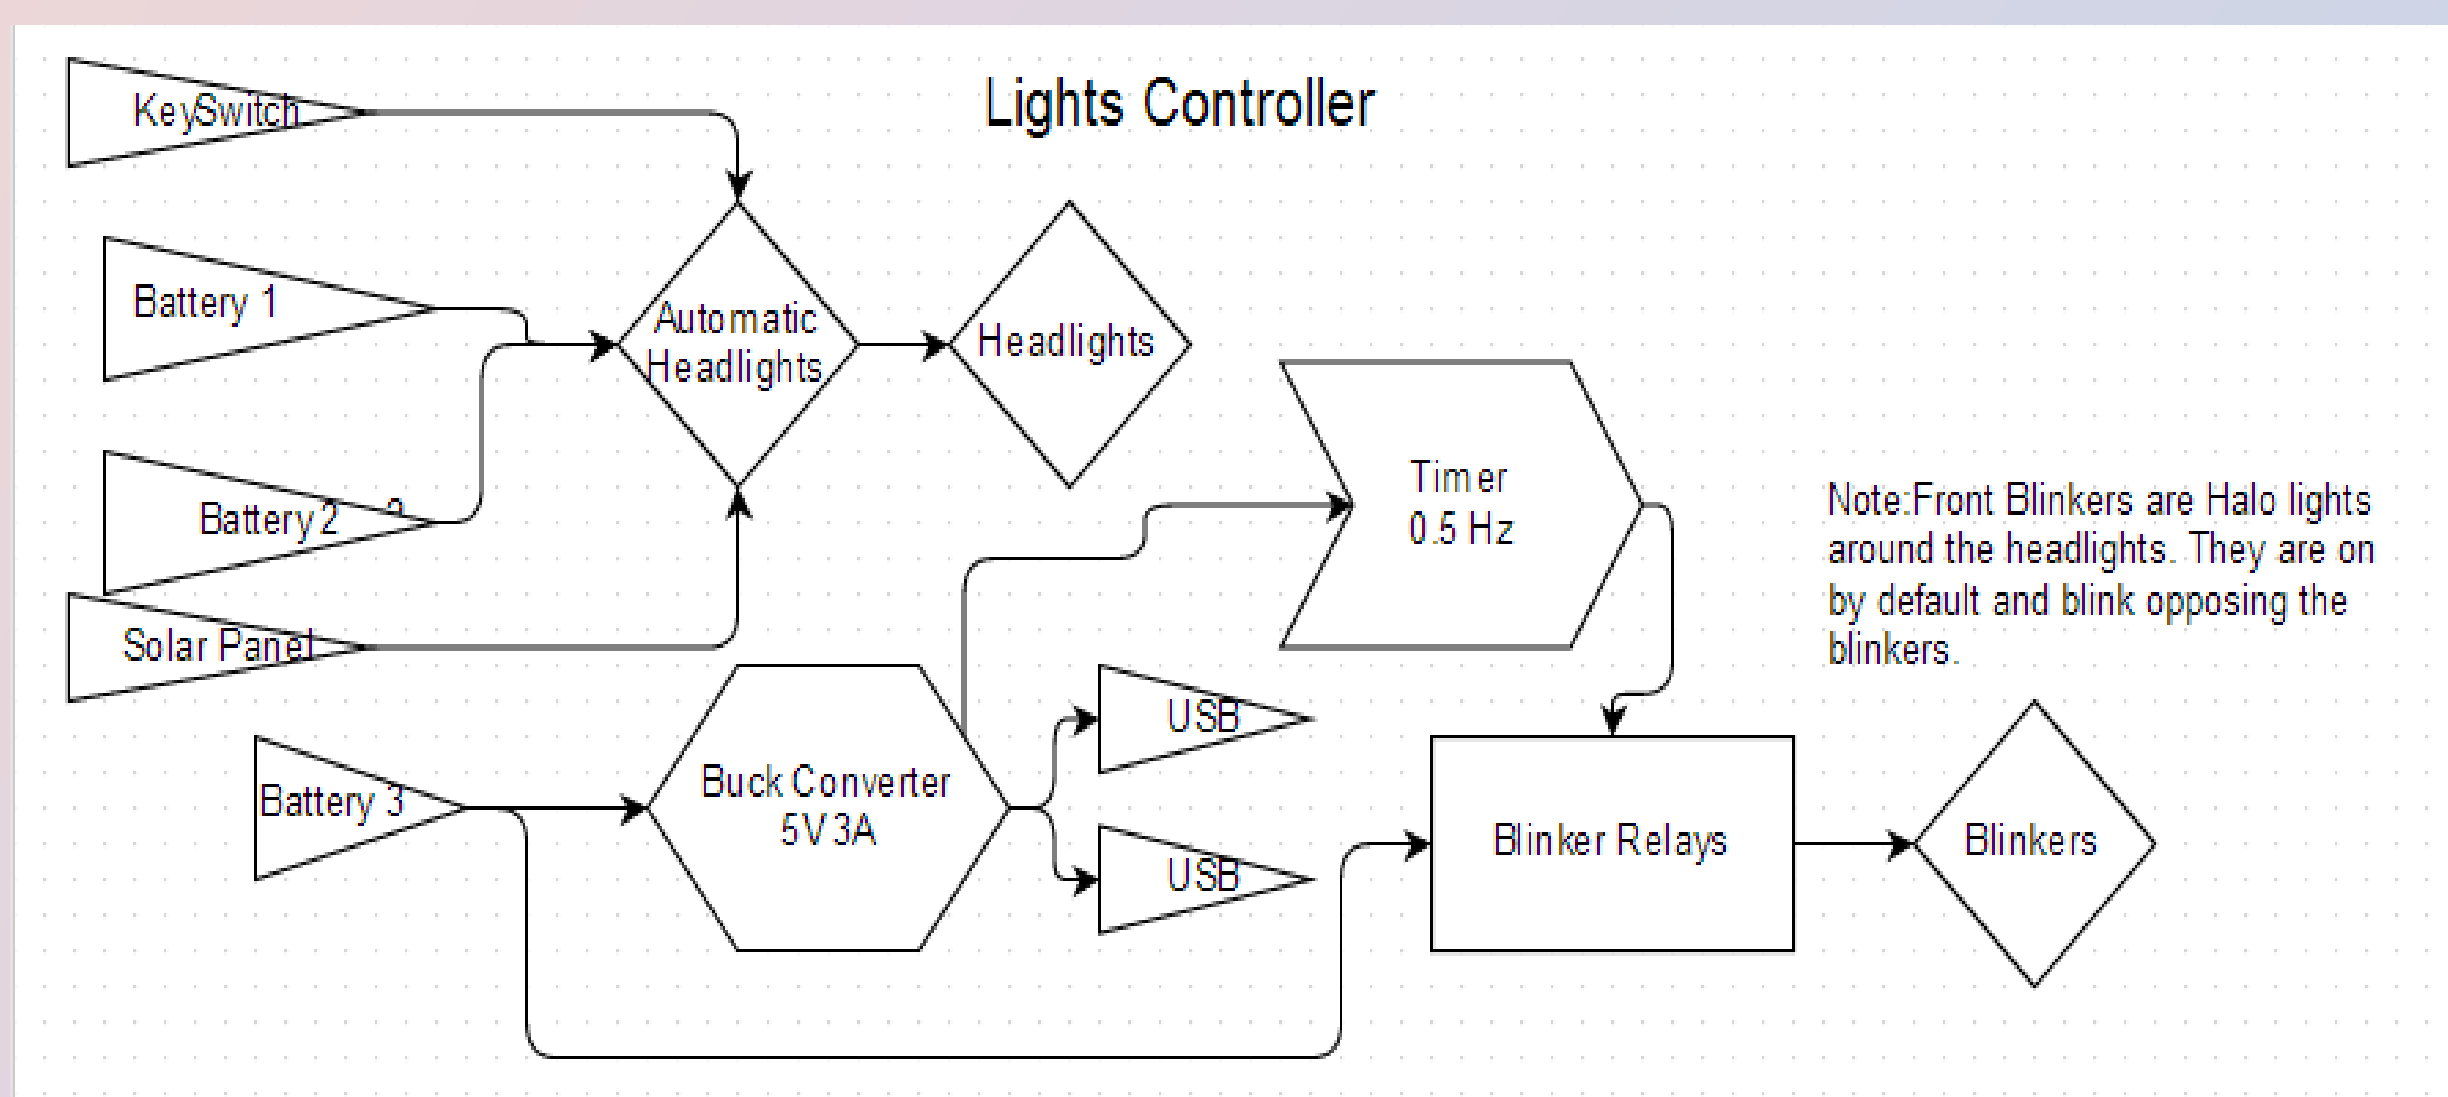 Lights Controller
KeySwitch
Battery 1
Automatic
Headlights
Headlights
Battery 2
Timer
0.5 Hz
Note:Front Blinkers are Halo lights
around the headlights. They are on
by default and blink opposing the
blinkers.
Solar Panel
USB
Battery 3
Buck Converter
5V 3A
USB
Blinker Relays
Blinkers